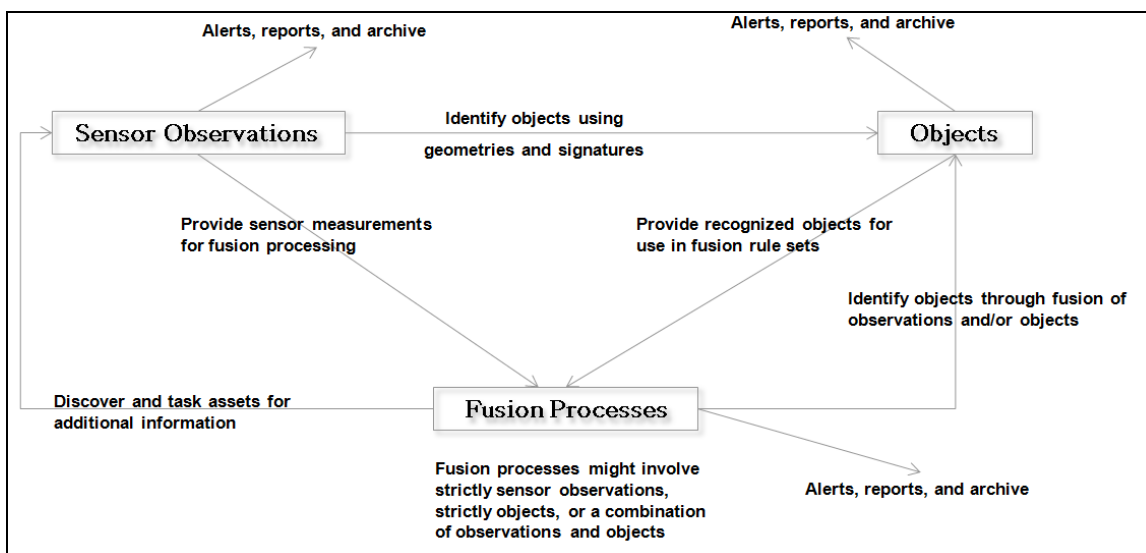 Alerts, reports, and archive
Alerts, reports, and archive
Sensor Observations
Identify objects using
geometries and signatures
Objects
Provide sensor measurements
for fusion processing
Provide recognized objects for
use in fusion rule sets
Identify objects through fusion of
observations and/or objects
Discover and task assets for
additional information
Fusion Processes
Fusion processes might involve
strictly sensor observations,
strictly objects, or a combination
of observations and objects
Alerts, reports, and archive